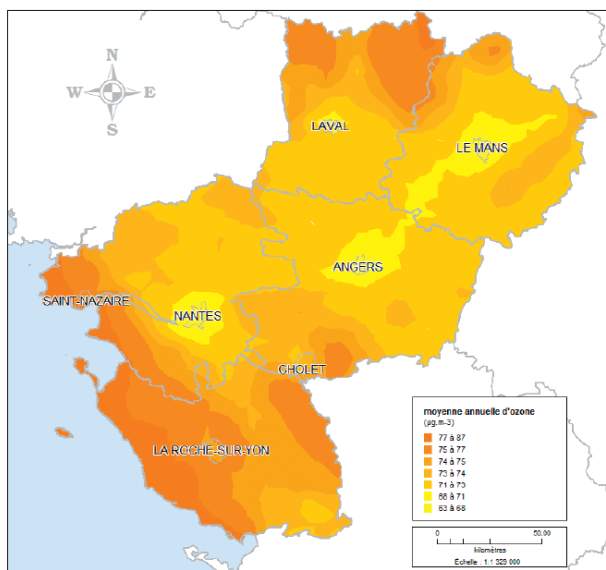 N
W E
S
LAVAL
LE MANS
ANGERS
SAINT-NAZAIRE
NANTES
CHOLET
LA ROCHE-SUR-YON
moyenne annuelle d'ozone
(µg.m-3)
77 à 87
75 à 77
74 à 75
73 à 74
71 à 73
68 à 71
63 à 68
0 50.00
kilomètres
Echelle : 1:1 329 000